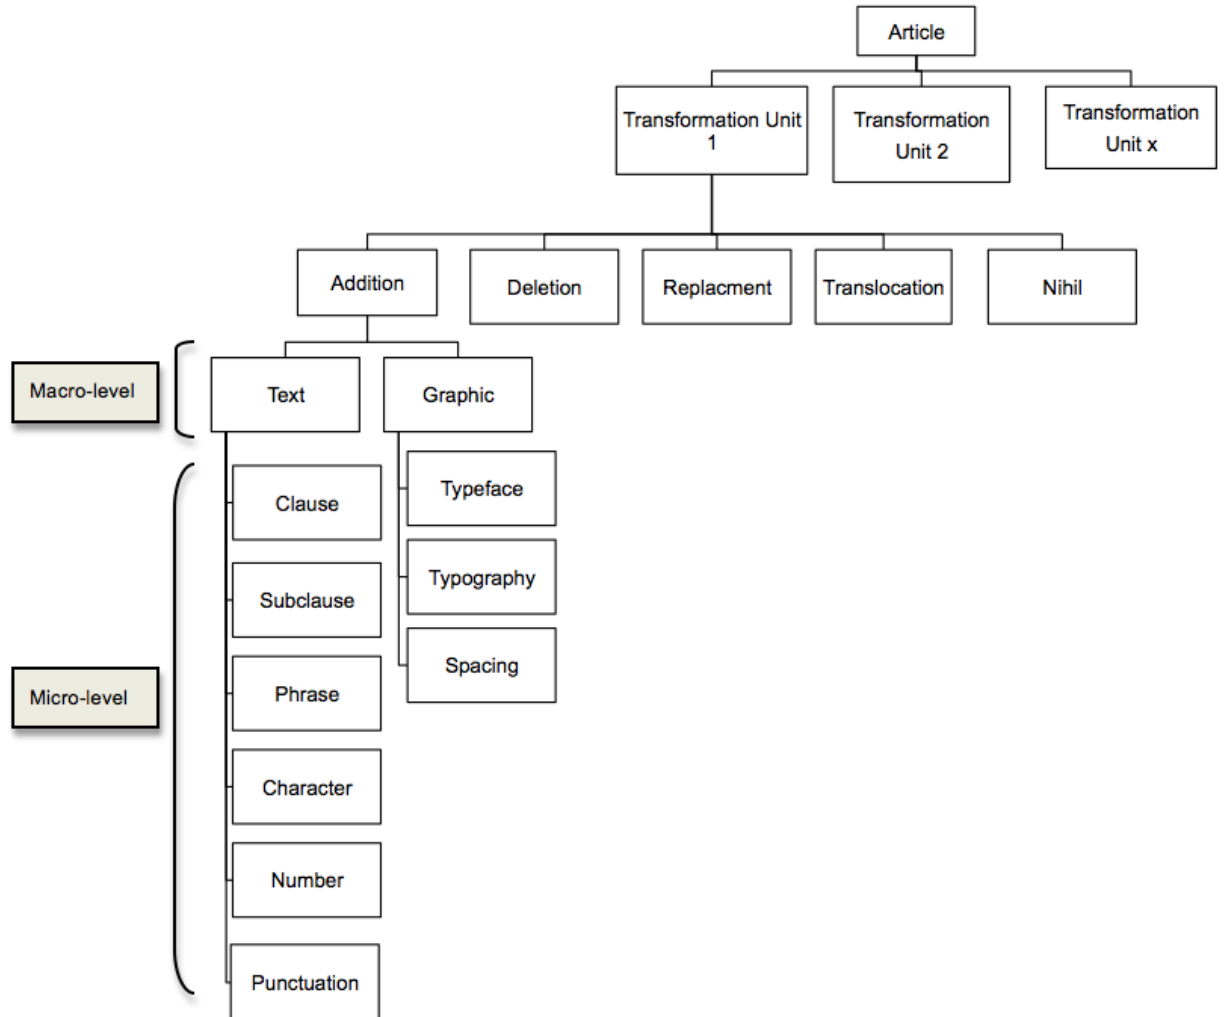 Article
Transformation Unit
1
Transformation
Unit 2
Transformation
Unit x
Addition
Deletion
Replacment
Translocation
Nihil
Macro-level
Text
Graphic
Clause
Typeface
Subclause
Typography
Micro-level
Phrase
Spacing
Character
Number
Punctuation